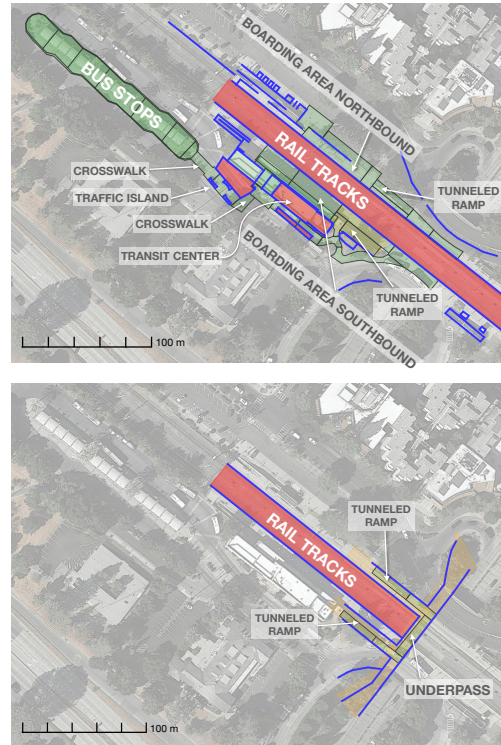 BUS STOPS
BOARDING AREA NORTHBOUND
RAIL TRACKS
CROSSWALK
TRAFFIC ISLAND
CROSSWALK
TRANSIT CENTER
TUNNELED
RAMP
BOARDING AREA SOUTHBOUND
TUNNELED
RAMP
100 m
RAIL TRACKS
TUNNELED
RAMP
TUNNELED
RAMP
UNDERPASS
100 m